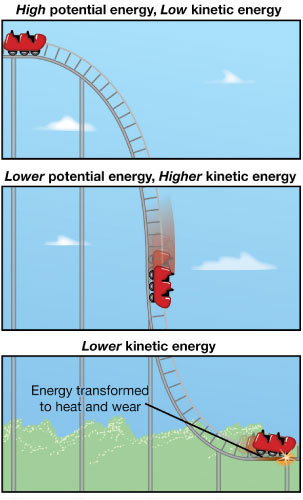 High potential energy, Low kinetic energy
Lower potential energy, Higher kinetic energy
Lower kinetic energy
Energy transformed
to heat and wear